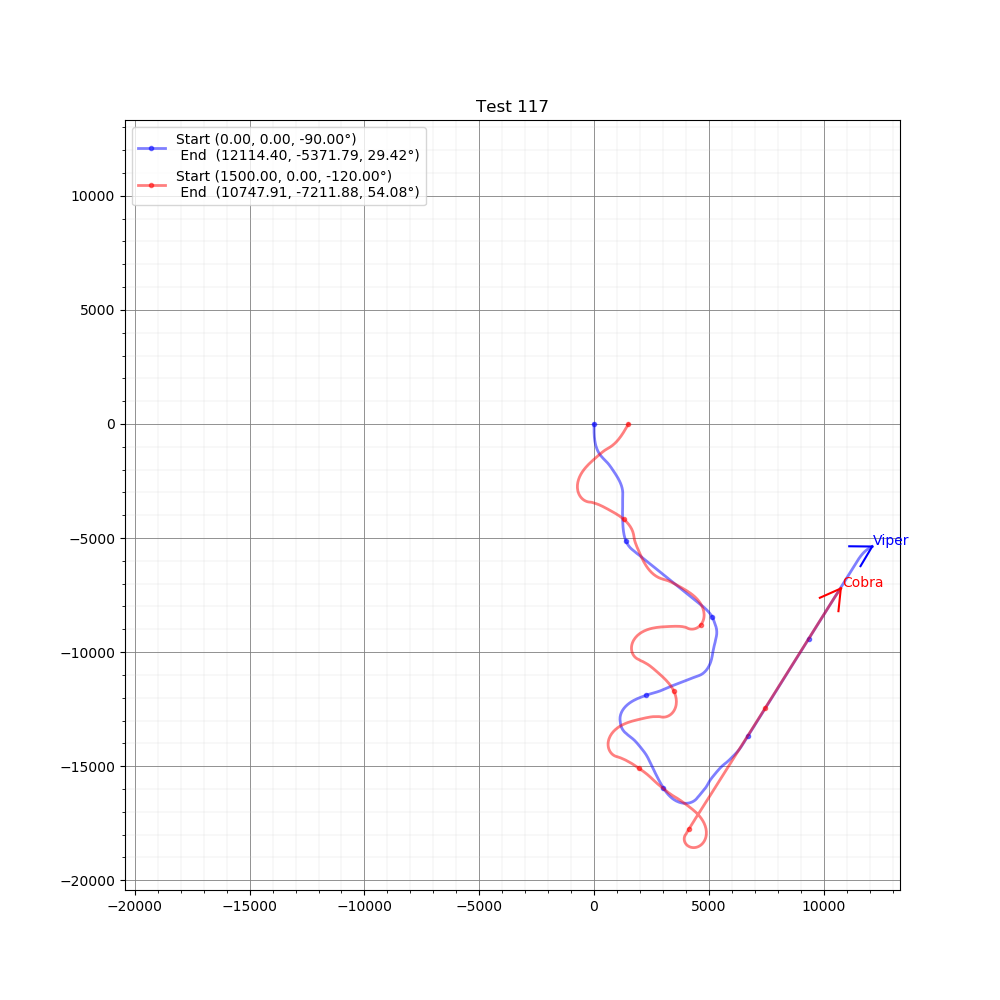 Test 117
Start (0.00, 0.00, -90.00°)
End (12114.40, -5371.79, 29.42°)
Start (1500.00, 0.00, -120.00°)
End (10747.91, -7211.88, 54.08°)
10000
5000
0
−5000
−10000
−15000
−20000
Viper
Cobra
−20000 −15000 −10000 −5000 0 5000 10000